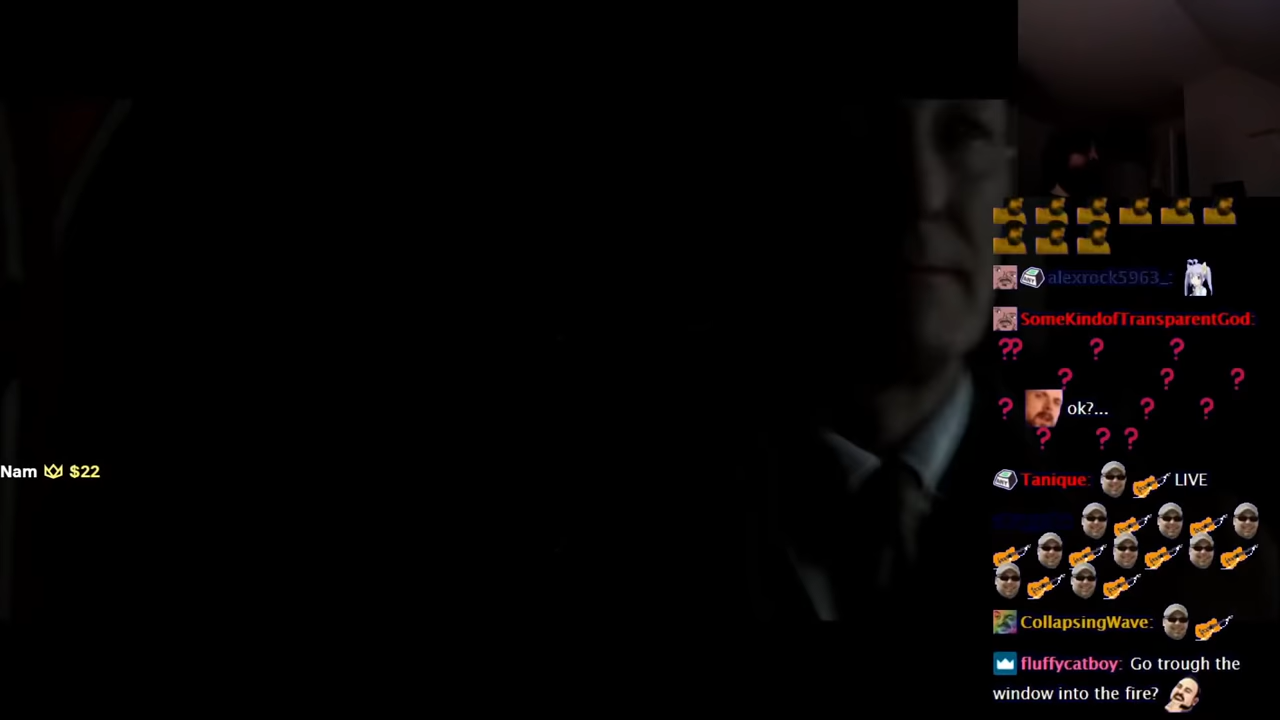 alexrock5963_:
SomeKindofTransparentGod:
?? ? ?
? ? ?
? ok?... ? ?
? ? ?
Nam $22
Tanique: LIVE
CollapsingWave:
fluffycatboy: Go trough the
window into the fire?